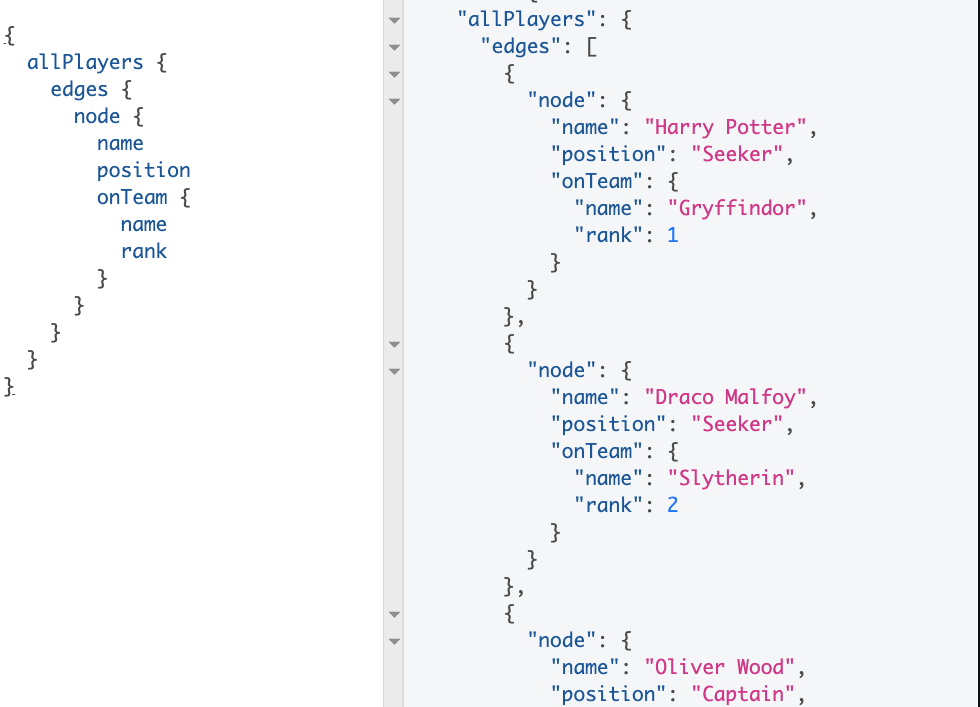 {
  allPlayers {
    edges {
      node {
        name
        position
        onTeam {
          name
          rank
        }
      }
    }
  }
}
"allPlayers": {
  "edges": [
    {
      "node": {
        "name": "Harry Potter",
        "position": "Seeker",
        "onTeam": {
          "name": "Gryffindor",
          "rank": 1
        }
      }
    },
    {
      "node": {
        "name": "Draco Malfoy",
        "position": "Seeker",
        "onTeam": {
          "name": "Slytherin",
          "rank": 2
        }
      }
    },
    {
      "node": {
        "name": "Oliver Wood",
        "position": "Captain",